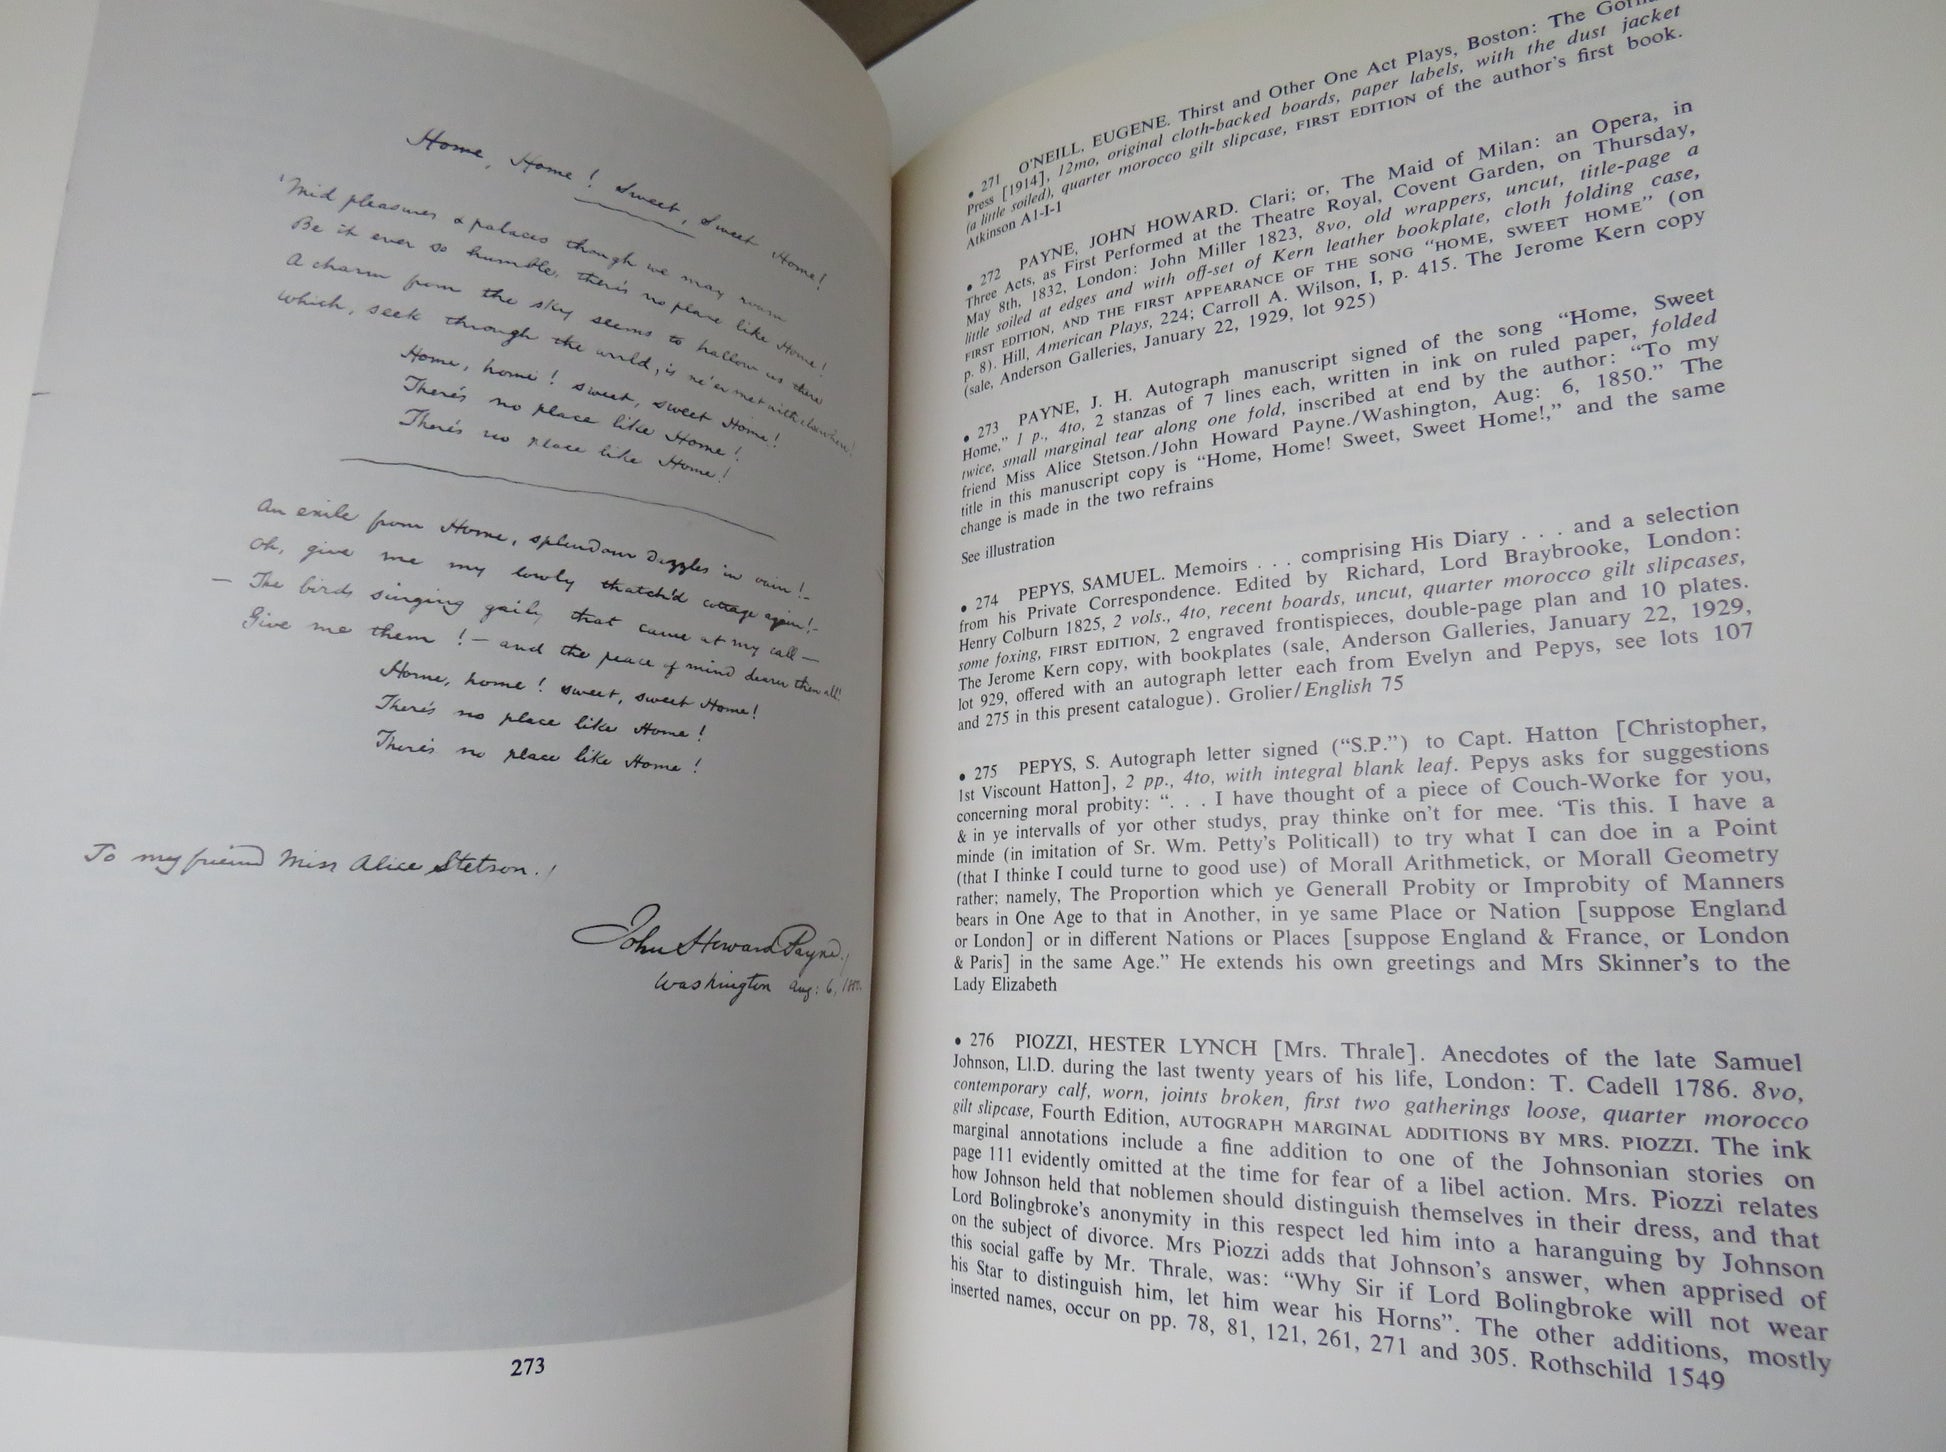 Home, Home! Sweet, Sweet Home!
'Mid pleasures & palaces though we may roam
Be it ever so humble, there's no place like Home!
A charm from the sky seems to hallow us there
Which, seek through the world, is ne'er met with elsewhere!
Home, home! sweet, sweet Home!
There's no place like Home!
There's no place like Home!
An exile from Home, splendour dazzles in vain!—
Oh, give me my lowly thatch'd cottage again!—
— The birds singing gaily that came at my call—
Give me them!— and the peace of mind dearer than all!
Home, home! sweet, sweet Home!
There's no place like Home!
There's no place like Home!
To my friend Miss Alice Stetson./
John Howard Payne./
Washington Aug: 6, 1850.
273
• 271 O'NEILL, EUGENE. Thirst and Other One Act Plays, Boston: The
Press [1914], 12mo, original cloth-backed boards, paper labels, with the dust jacket
(a little soiled), quarter morocco gilt slipcase, FIRST EDITION of the author's first book.
Atkinson A1-I-1
• 272 PAYNE, JOHN HOWARD. Clari; or, The Maid of Milan: an Opera, in
Three Acts, as First Performed at the Theatre Royal, Covent Garden, on Thursday,
May 8th, 1832, London: John Miller 1823, 8vo, old wrappers, uncut, title-page a
little soiled at edges and with off-set of Kern leather bookplate, cloth folding case,
FIRST EDITION, AND THE FIRST APPEARANCE OF THE SONG “HOME, SWEET HOME” (on
p. 8). Hill, American Plays, 224; Carroll A. Wilson, I, p. 415. The Jerome Kern copy
(sale, Anderson Galleries, January 22, 1929, lot 925)
• 273 PAYNE, J. H. Autograph manuscript signed of the song “Home, Sweet
Home,” 1 p., 4to, 2 stanzas of 7 lines each, written in ink on ruled paper, folded
twice, small marginal tear along one fold, inscribed at end by the author: “To my
friend Miss Alice Stetson./John Howard Payne./Washington, Aug: 6, 1850.” The
title in this manuscript copy is “Home, Home! Sweet, Sweet Home!,” and the same
change is made in the two refrains
See illustration
• 274 PEPYS, SAMUEL. Memoirs . . . comprising His Diary . . . and a selection
from his Private Correspondence. Edited by Richard, Lord Braybrooke, London:
Henry Colburn 1825, 2 vols., 4to, recent boards, uncut, quarter morocco gilt slipcases,
some foxing, FIRST EDITION, 2 engraved frontispieces, double-page plan and 10 plates.
The Jerome Kern copy, with bookplates (sale, Anderson Galleries, January 22, 1929,
lot 929, offered with an autograph letter each from Evelyn and Pepys, see lots 107
and 275 in this present catalogue). Grolier/English 75
• 275 PEPYS, S. Autograph letter signed (“S.P.”) to Capt. Hatton [Christopher,
1st Viscount Hatton], 2 pp., 4to, with integral blank leaf. Pepys asks for suggestions
concerning moral probity: “. . . I have thought of a piece of Couch-Worke for you,
& in ye intervalls of yor other studys, pray thinke on't for mee. 'Tis this. I have a
minde (in imitation of Sr. Wm. Petty's Politicall) to try what I can doe in a Point
(that I thinke I could turne to good use) of Morall Arithmetick, or Morall Geometry
rather; namely, The Proportion which ye Generall Probity or Improbity of Manners
bears in One Age to that in Another, in ye same Place or Nation [suppose England
or London] or in different Nations or Places [suppose England & France, or London
& Paris] in the same Age.” He extends his own greetings and Mrs Skinner's to the
Lady Elizabeth
• 276 PIOZZI, HESTER LYNCH [Mrs. Thrale]. Anecdotes of the late Samuel
Johnson, Ll.D. during the last twenty years of his life, London: T. Cadell 1786. 8vo,
contemporary calf, worn, joints broken, first two gatherings loose, quarter morocco
gilt slipcase, Fourth Edition, AUTOGRAPH MARGINAL ADDITIONS BY MRS. PIOZZI. The ink
marginal annotations include a fine addition to one of the Johnsonian stories on
page 111 evidently omitted at the time for fear of a libel action. Mrs. Piozzi relates
how Johnson held that noblemen should distinguish themselves in their dress, and that
Lord Bolingbroke's anonymity in this respect led him into a haranguing by Johnson
on the subject of divorce. Mrs Piozzi adds that Johnson's answer, when apprised of
this social gaffe by Mr. Thrale, was: “Why Sir if Lord Bolingbroke will not wear
his Star to distinguish him, let him wear his Horns”. The other additions, mostly
inserted names, occur on pp. 78, 81, 121, 261, 271 and 305. Rothschild 1549